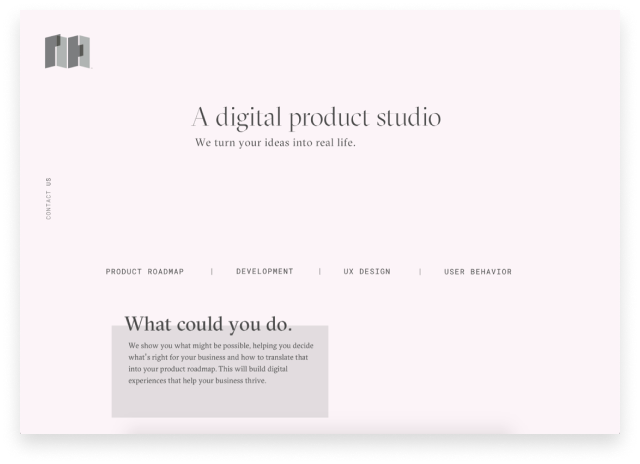 A digital product studio
We turn your ideas into real life.
CONTACT US
PRODUCT ROADMAP | DEVELOPMENT | UX DESIGN | USER BEHAVIOR
What could you do.
We show you what might be possible, helping you decide
what's right for your business and how to translate that
into your product roadmap. This will build digital
experiences that help your business thrive.